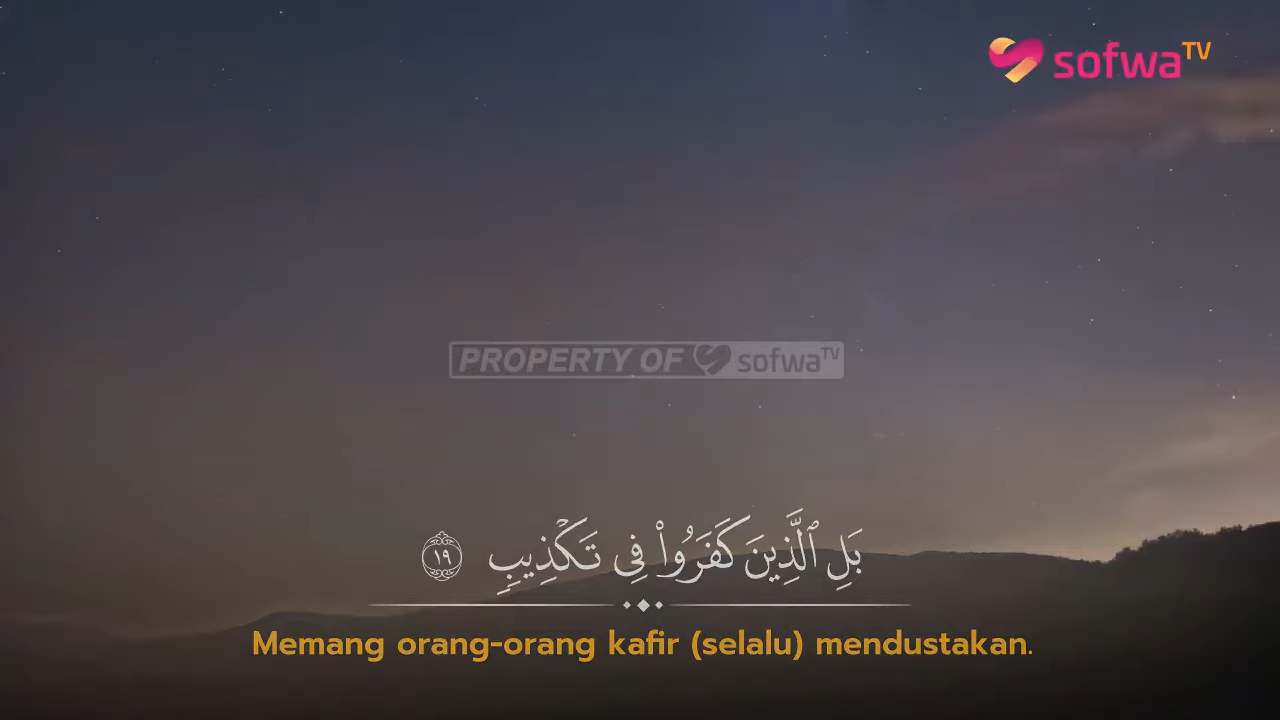 sofwa TV
PROPERTY OF sofwa TV
بَلِ ٱلَّذِينَ كَفَرُوا۟ فِى تَكْذِيبٍ ١٩
Memang orang-orang kafir (selalu) mendustakan.